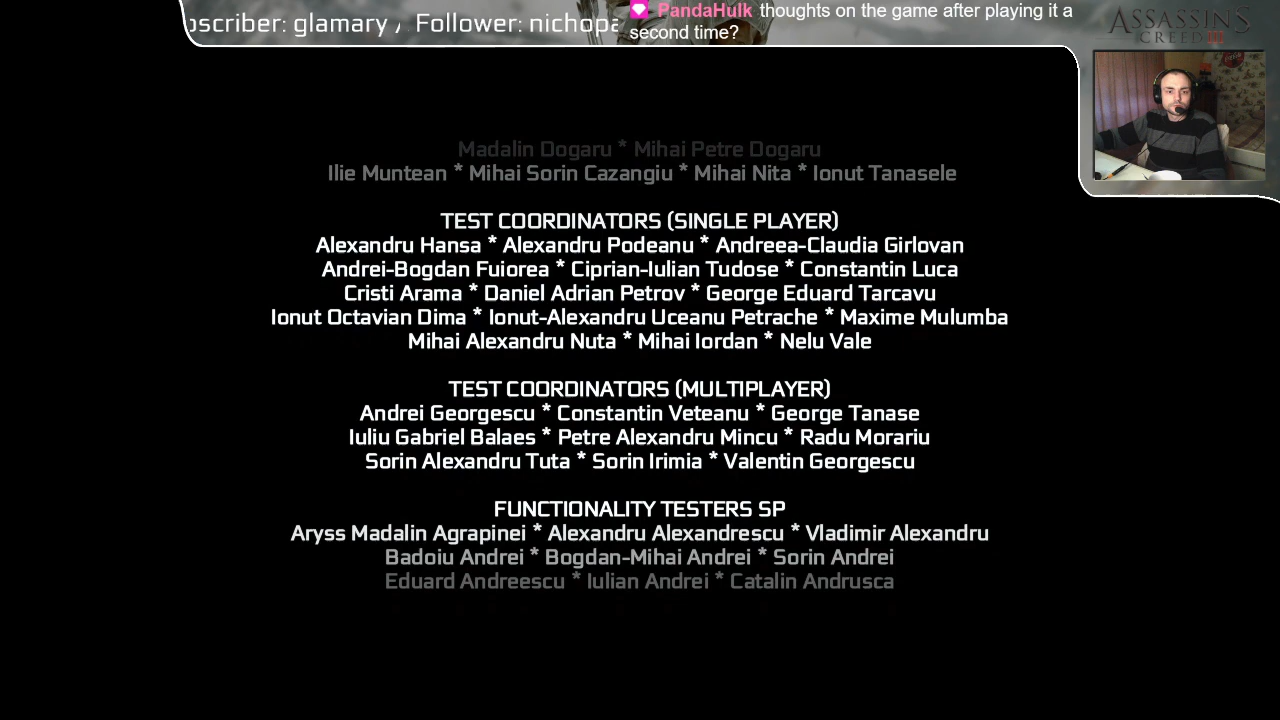 oscriber: glamary / Follower: nichopa
PandaHulk thoughts on the game after playing it a
second time?
ASSASSIN'S
CREED III
Madalin Dogaru * Mihai Petre Dogaru
Ilie Muntean * Mihai Sorin Cazangiu * Mihai Nita * Ionut Tanasele
TEST COORDINATORS (SINGLE PLAYER)
Alexandru Hansa * Alexandru Podeanu * Andreea-Claudia Girlovan
Andrei-Bogdan Fuiorea * Ciprian-Iulian Tudose * Constantin Luca
Cristi Arama * Daniel Adrian Petrov * George Eduard Tarcavu
Ionut Octavian Dima * Ionut-Alexandru Uceanu Petrache * Maxime Mulumba
Mihai Alexandru Nuta * Mihai Iordan * Nelu Vale
TEST COORDINATORS (MULTIPLAYER)
Andrei Georgescu * Constantin Veteanu * George Tanase
Iuliu Gabriel Balaes * Petre Alexandru Mincu * Radu Morariu
Sorin Alexandru Tuta * Sorin Irimia * Valentin Georgescu
FUNCTIONALITY TESTERS SP
Aryss Madalin Agrapinei * Alexandru Alexandrescu * Vladimir Alexandru
Badoiu Andrei * Bogdan-Mihai Andrei * Sorin Andrei
Eduard Andreescu * Iulian Andrei * Catalin Andrusca